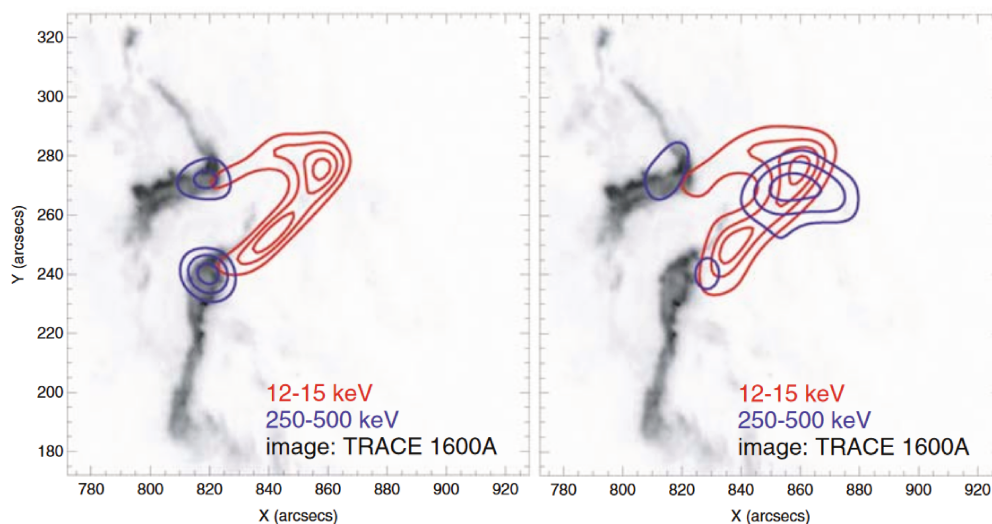 320
300
280
260
240
220
200
180
Y (arcsecs)
12-15 keV
250-500 keV
image: TRACE 1600A
780 800 820 840 860 880 900 920
X (arcsecs)
12-15 keV
250-500 keV
image: TRACE 1600A
780 800 820 840 860 880 900 920
X (arcsecs)